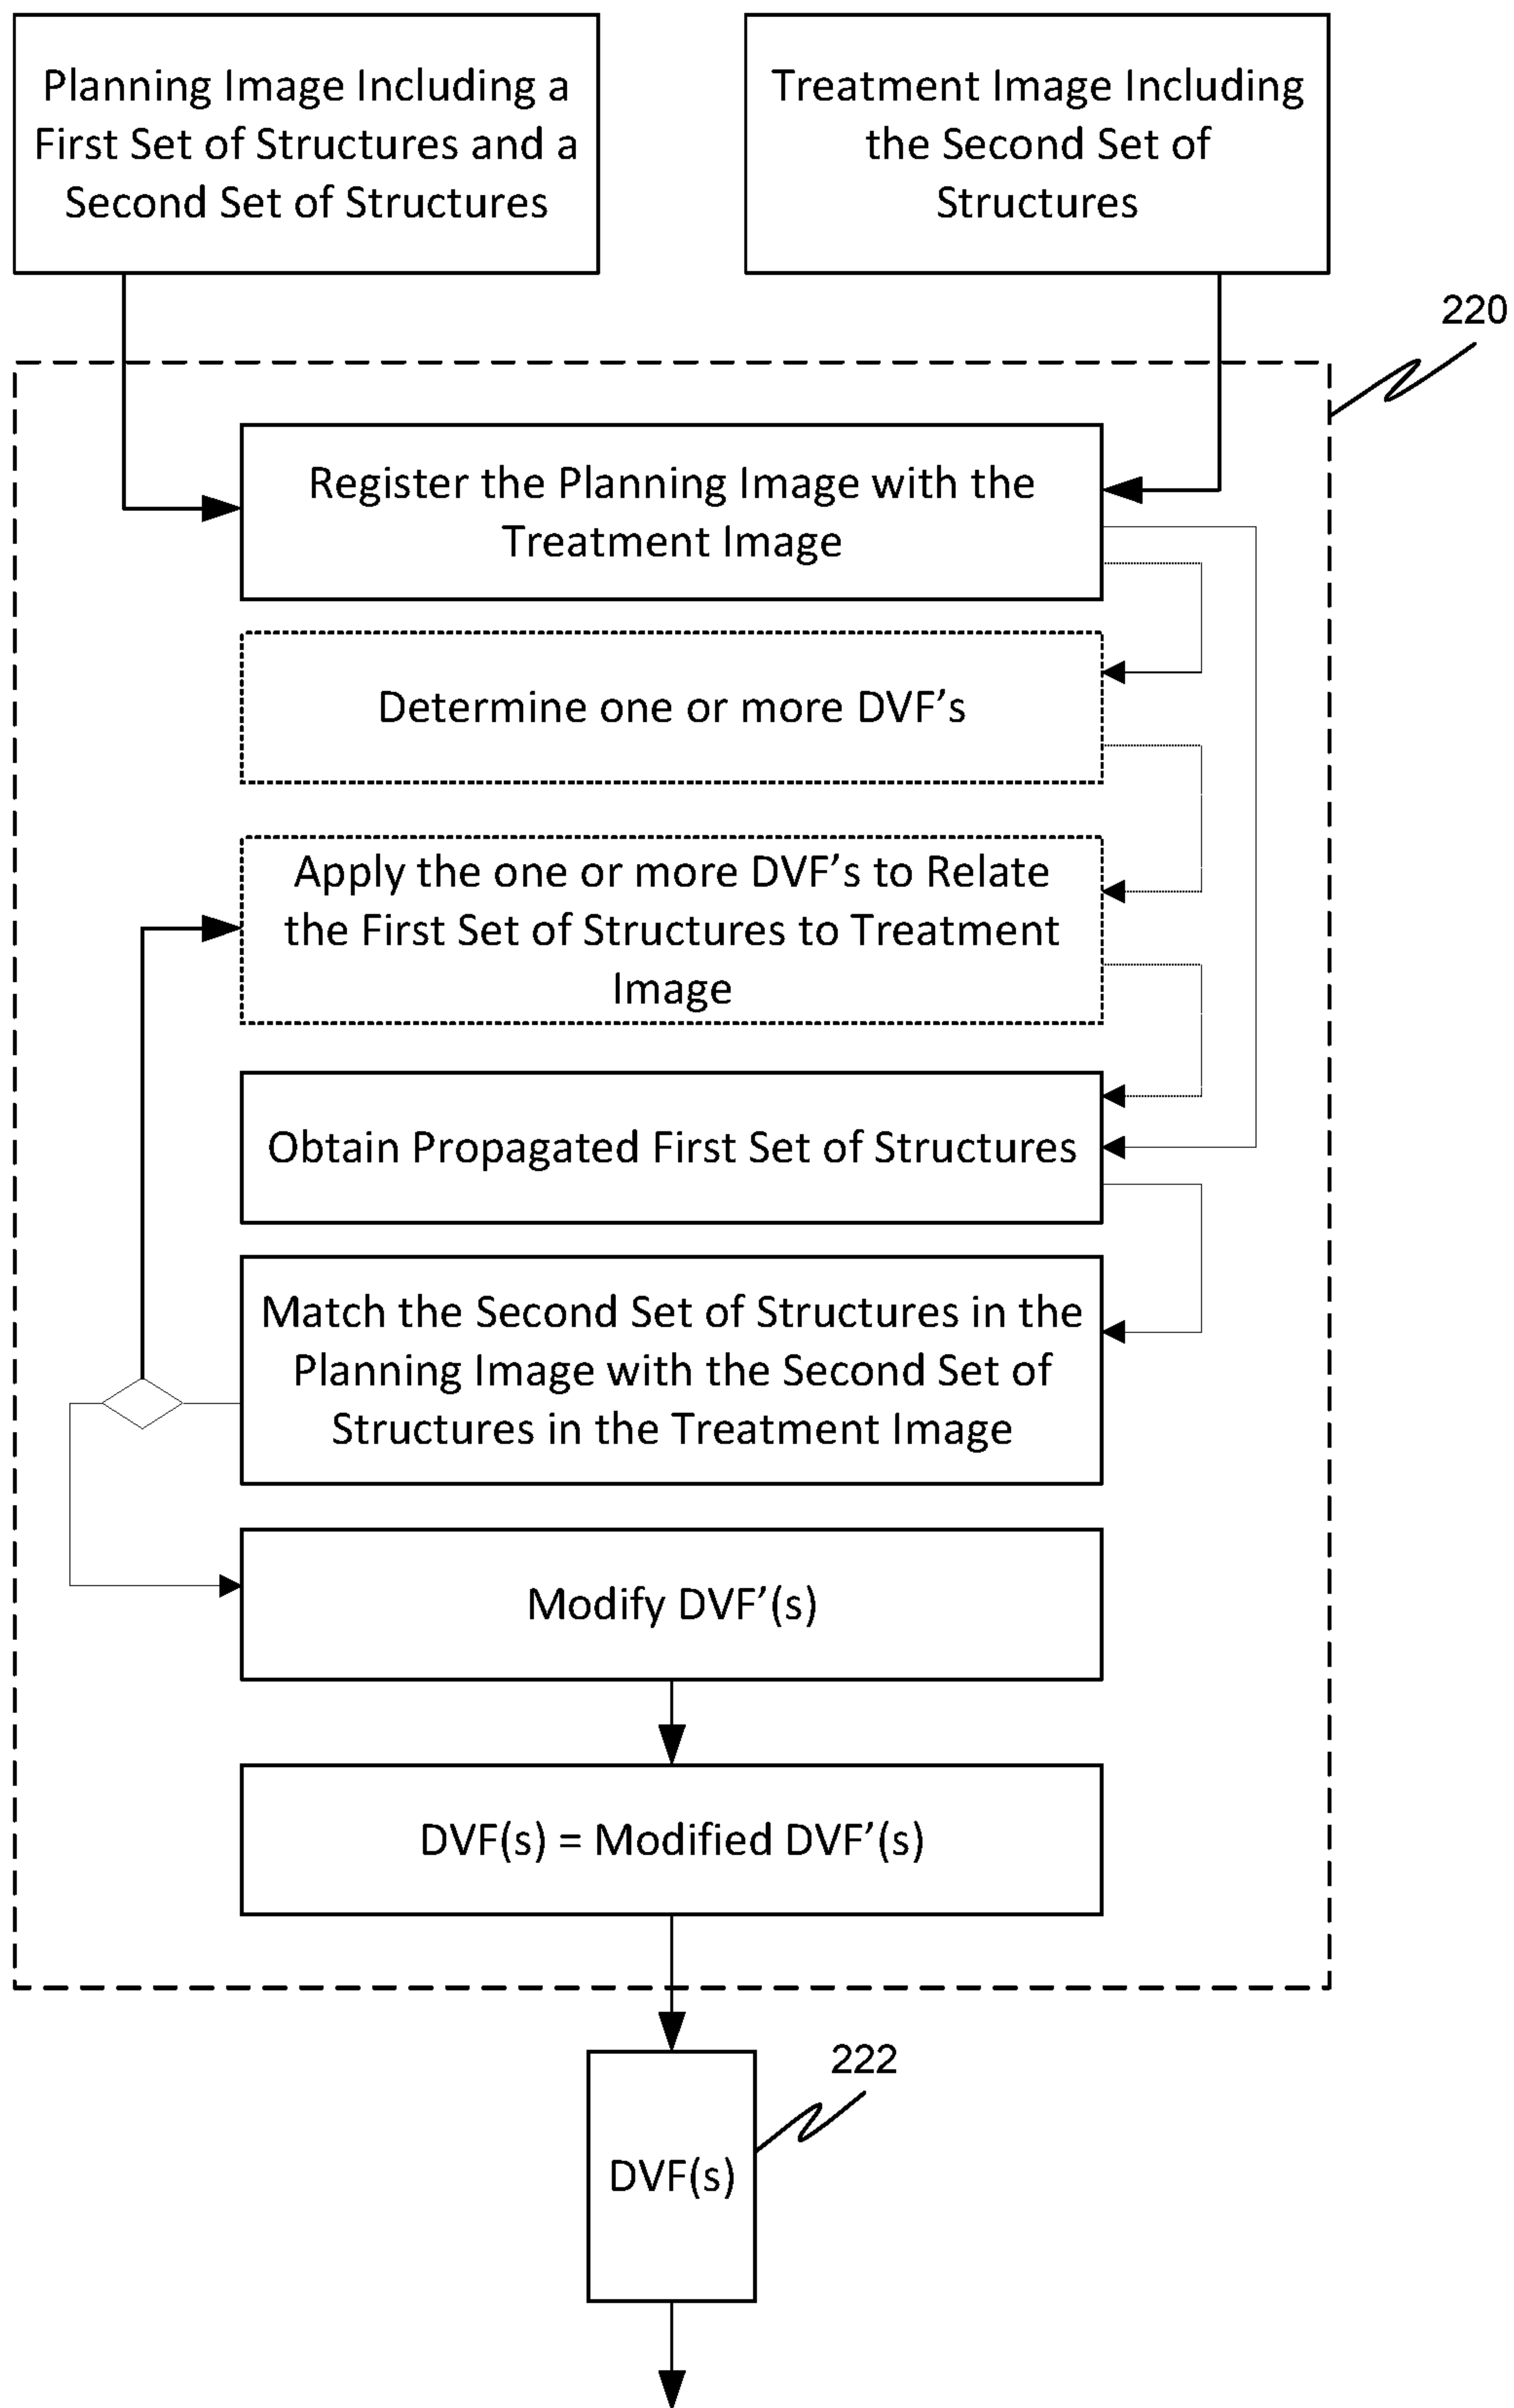 Planning Image Including a
First Set of Structures and a
Second Set of Structures
Treatment Image Including
the Second Set of
Structures
220
Register the Planning Image with the
Treatment Image
Determine one or more DVF's
Apply the one or more DVF's to Relate
the First Set of Structures to Treatment
Image
Obtain Propagated First Set of Structures
Match the Second Set of Structures in the
Planning Image with the Second Set of
Structures in the Treatment Image
Modify DVF'(s)
DVF(s) = Modified DVF'(s)
222
DVF(s)